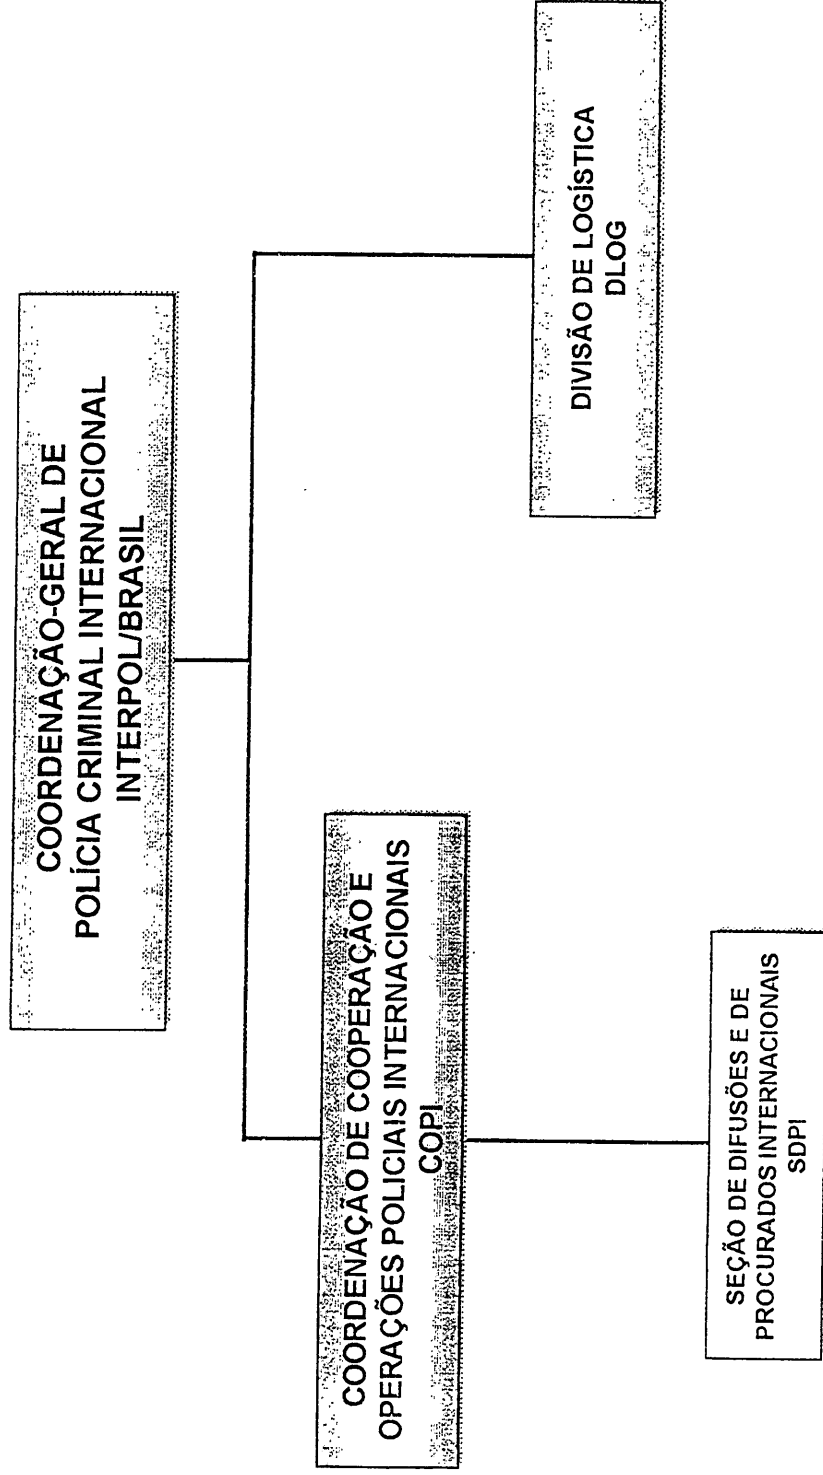 COORDENAÇÃO-GERAL DE
POLÍCIA CRIMINAL INTERNACIONAL
INTERPOL/BRASIL
COORDENAÇÃO DE COOPERAÇÃO E
OPERAÇÕES POLICIAIS INTERNACIONAIS
COPI
DIVISÃO DE LOGÍSTICA
DLOG
SEÇÃO DE DIFUSÕES E DE
PROCURADOS INTERNACIONAIS
SDPI